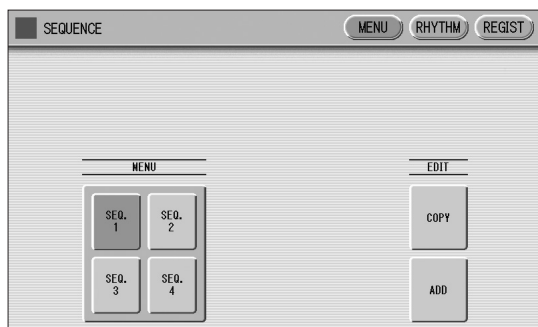 SEQUENCE
MENU
RHYTHM
REGIST
MENU
SEQ.
1
SEQ.
2
SEQ.
3
SEQ.
4
EDIT
COPY
ADD